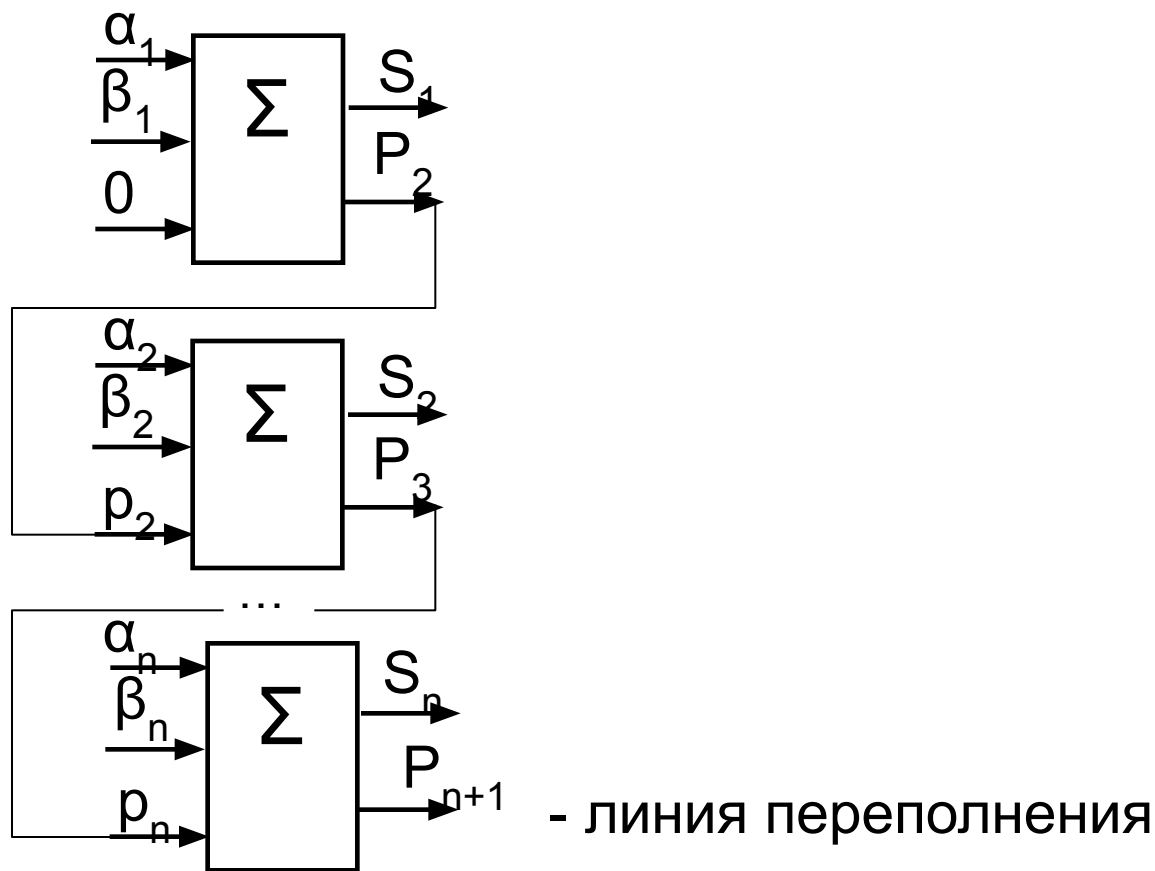 α₁
β₁
0
Σ
S₁
P₂
α₂
β₂
p₂
Σ
S₂
P₃
...
αₙ
βₙ
pₙ
Σ
Sₙ
Pₙ₊₁ - линия переполнения